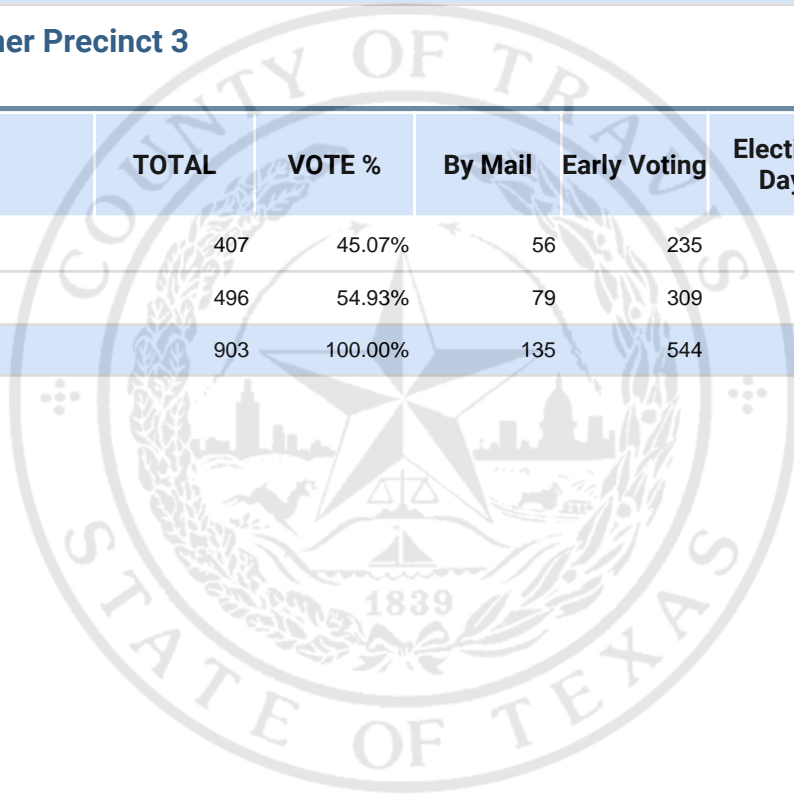 ner Precinct 3
TOTAL VOTE % By Mail Early Voting Electi
Day
407 45.07% 56 235
496 54.93% 79 309
903 100.00% 135 544
COUNTY OF TRAVIS
1839
STATE OF TEXAS